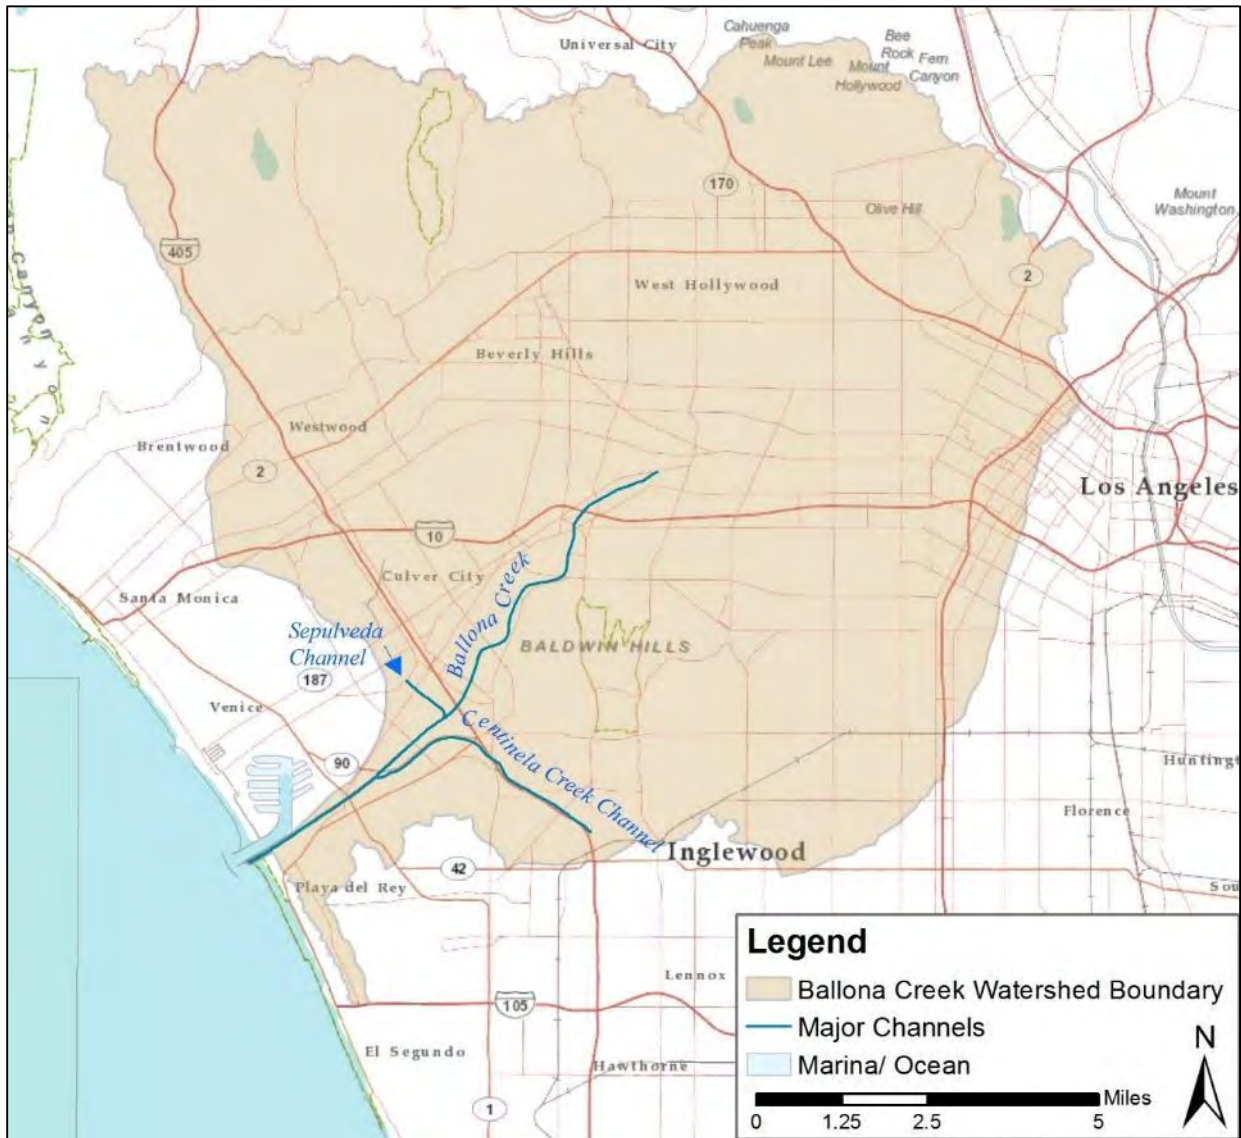 Cahuenga
Peak
Universal City
Mount Lee
Bee
Rock
Fern
Canyon
Mount
Hollywood
170
Mount
Washington
Olive Hill
405
2
West Hollywood
Beverly Hills
Canyon
Westwood
Brentwood
2
Los Angeles
10
Culver City
Santa Monica
Ballona Creek
Sepulveda
Channel
BALDWIN HILLS
187
Venice
Centinela Creek Channel
90
Huntingt
Florence
Inglewood
42
Playa del Rey
Sou
Lennox
105
El Segundo
Hawthorne
1
Legend
Ballona Creek Watershed Boundary
Major Channels
Marina/ Ocean
N
Miles
0 1.25 2.5 5